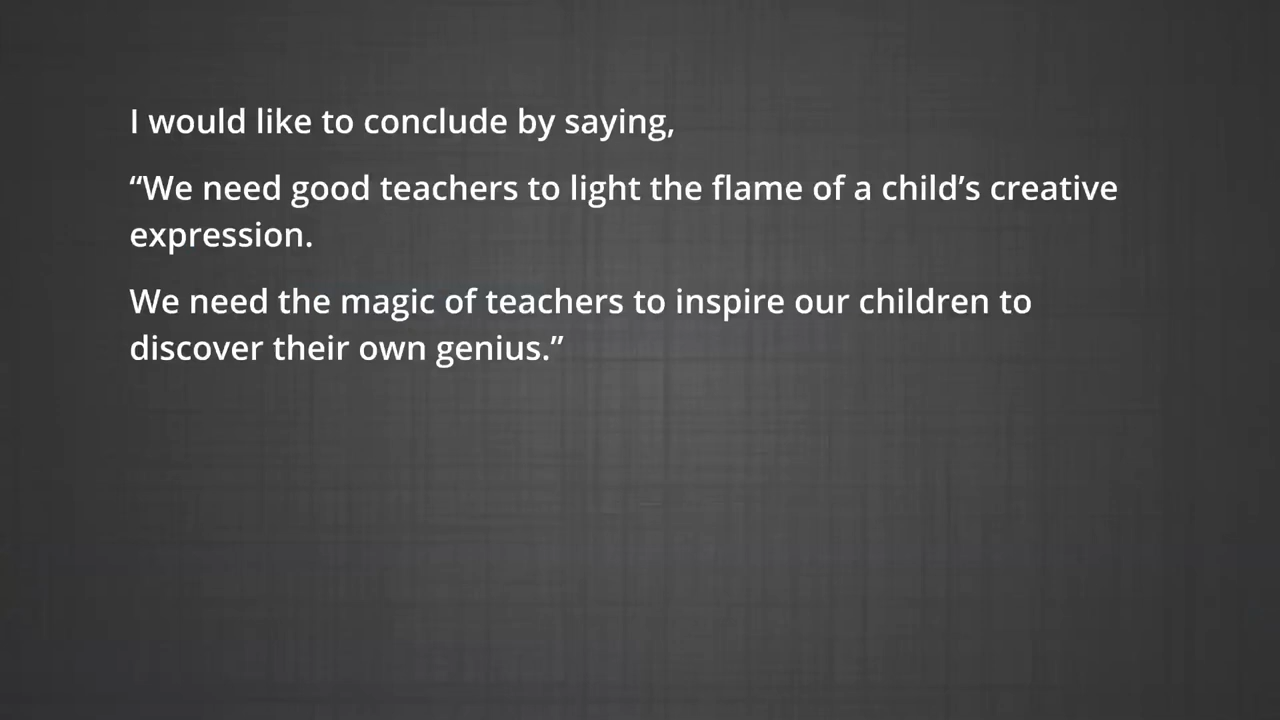 I would like to conclude by saying,
“We need good teachers to light the flame of a child’s creative
expression.
We need the magic of teachers to inspire our children to
discover their own genius.”